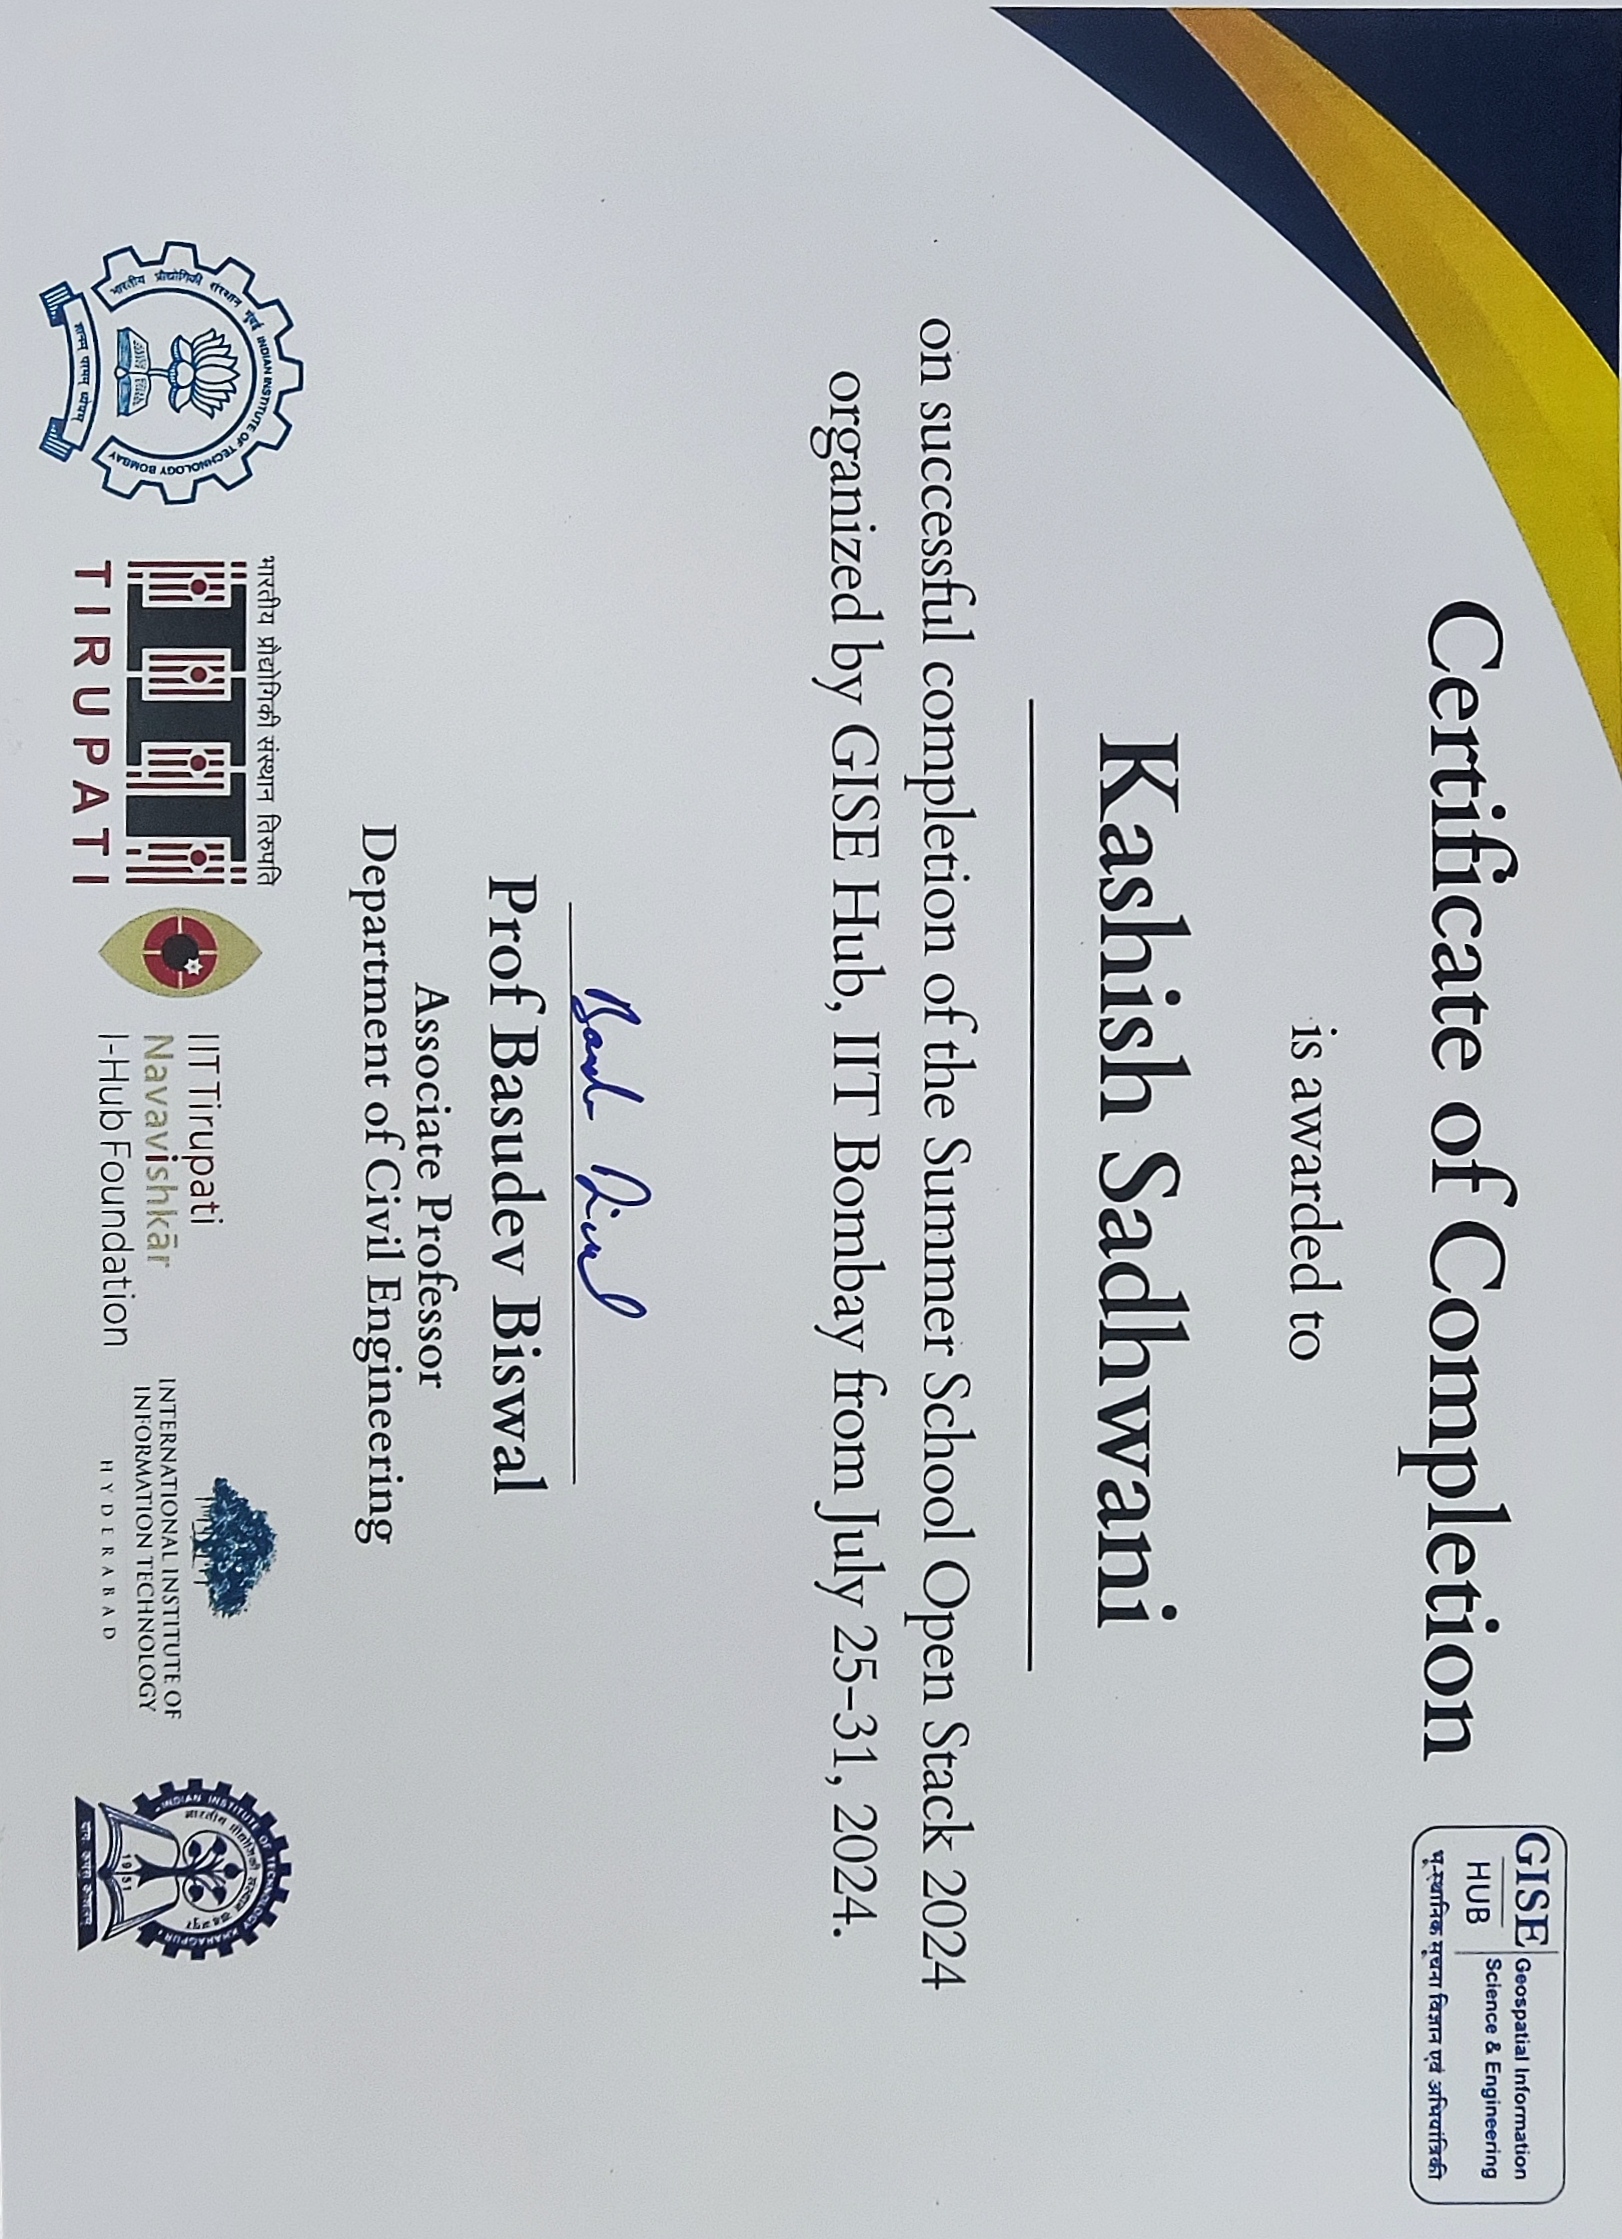 Certificate of Completion
GISE
HUB
Geospatial Information
Science & Engineering
भू-स्थानिक सूचना विज्ञान एवं अभियांत्रिकी
is awarded to
Kashish Sadhwani
on successful completion of the Summer School Open Stack 2024
organized by GISE Hub, IIT Bombay from July 25-31, 2024.
Prof Basudev Biswal
Associate Professor
Department of Civil Engineering
भारतीय प्रौद्योगिकी संस्थान मुंबई INDIAN INSTITUTE OF TECHNOLOGY BOMBAY
ज्ञानम् परमम् ध्येयम्
भारतीय प्रौद्योगिकी संस्थान तिरुपति
IIT
TIRUPATI
IIT Tirupati
Navavishkār
I-Hub Foundation
INTERNATIONAL INSTITUTE OF
INFORMATION TECHNOLOGY
HYDERABAD
INDIAN INSTITUTE OF TECHNOLOGY KHARAGPUR
भारतीय प्रौद्योगिकी संस्थान खड़गपुर
1951
योगः कर्मसु कौशलम्